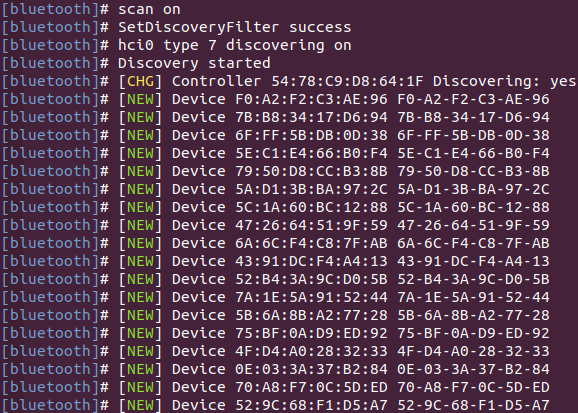 [bluetooth]# scan on
[bluetooth]# SetDiscoveryFilter success
[bluetooth]# hci0 type 7 discovering on
[bluetooth]# Discovery started
[bluetooth]# [CHG] Controller 54:78:C9:D8:64:1F Discovering: yes
[bluetooth]# [NEW] Device F0:A2:F2:C3:AE:96 F0-A2-F2-C3-AE-96
[bluetooth]# [NEW] Device 7B:B8:34:17:D6:94 7B-B8-34-17-D6-94
[bluetooth]# [NEW] Device 6F:FF:5B:DB:0D:38 6F-FF-5B-DB-0D-38
[bluetooth]# [NEW] Device 5E:C1:E4:66:B0:F4 5E-C1-E4-66-B0-F4
[bluetooth]# [NEW] Device 79:50:D8:CC:B3:8B 79-50-D8-CC-B3-8B
[bluetooth]# [NEW] Device 5A:D1:3B:BA:97:2C 5A-D1-3B-BA-97-2C
[bluetooth]# [NEW] Device 5C:1A:60:BC:12:88 5C-1A-60-BC-12-88
[bluetooth]# [NEW] Device 47:26:64:51:9F:59 47-26-64-51-9F-59
[bluetooth]# [NEW] Device 6A:6C:F4:C8:7F:AB 6A-6C-F4-C8-7F-AB
[bluetooth]# [NEW] Device 43:91:DC:F4:A4:13 43-91-DC-F4-A4-13
[bluetooth]# [NEW] Device 52:B4:3A:9C:D0:5B 52-B4-3A-9C-D0-5B
[bluetooth]# [NEW] Device 7A:1E:5A:91:52:44 7A-1E-5A-91-52-44
[bluetooth]# [NEW] Device 5B:6A:8B:A2:77:28 5B-6A-8B-A2-77-28
[bluetooth]# [NEW] Device 75:BF:0A:D9:ED:92 75-BF-0A-D9-ED-92
[bluetooth]# [NEW] Device 4F:D4:A0:28:32:33 4F-D4-A0-28-32-33
[bluetooth]# [NEW] Device 0E:03:3A:37:B2:84 0E-03-3A-37-B2-84
[bluetooth]# [NEW] Device 70:A8:F7:0C:5D:ED 70-A8-F7-0C-5D-ED
[bluetooth]# [NEW] Device 52:9C:68:F1:D5:A7 52-9C-68-F1-D5-A7